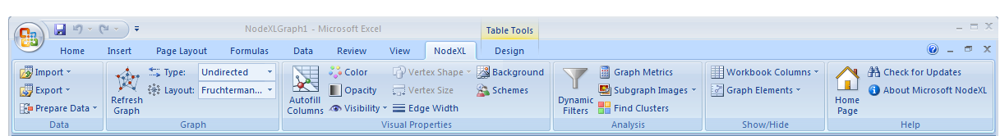 NodeXLGraph1 - Microsoft Excel
Table Tools
Home Insert Page Layout Formulas Data Review View NodeXL Design
Import
Export
Prepare Data
Data
Refresh
Graph
Type: Undirected
Layout: Fruchterman...
Graph
Autofill
Columns
Color
Opacity
Visibility
Vertex Shape
Vertex Size
Edge Width
Background
Schemes
Visual Properties
Dynamic
Filters
Graph Metrics
Subgraph Images
Find Clusters
Analysis
Workbook Columns
Graph Elements
Show/Hide
Home
Page
Check for Updates
About Microsoft NodeXL
Help